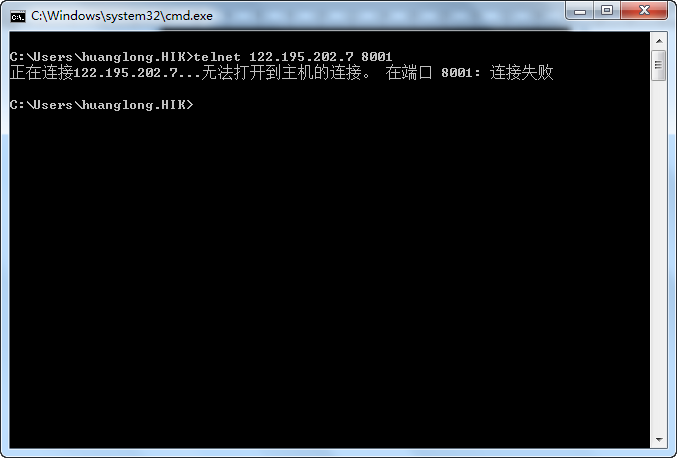 C:\Windows\system32\cmd.exe
C:\Users\huanglong.HIK>telnet 122.195.202.7 8001
正在连接122.195.202.7...无法打开到主机的连接。 在端口 8001: 连接失败
C:\Users\huanglong.HIK>